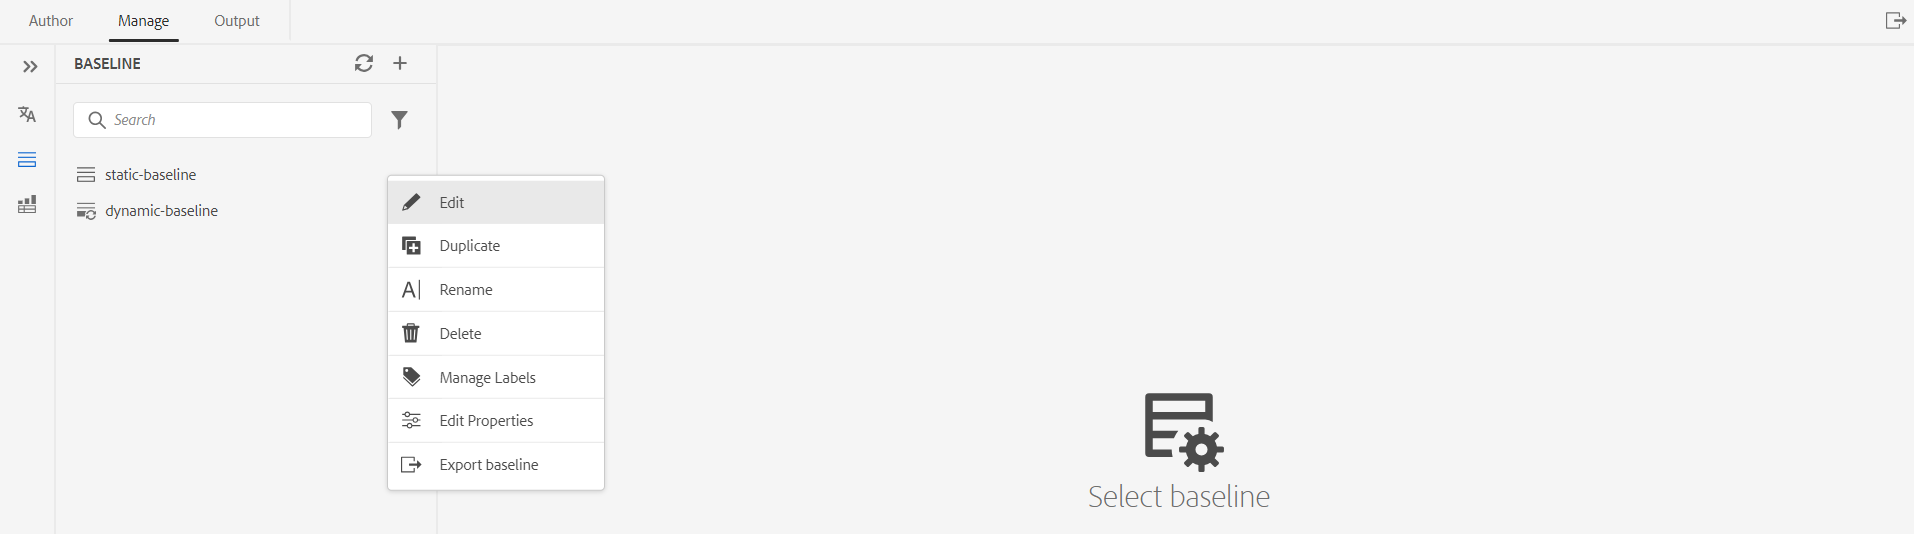 Author
Manage
Output
BASELINE
Search
static-baseline
dynamic-baseline
Edit
Duplicate
Rename
Delete
Manage Labels
Edit Properties
Export baseline
Select baseline